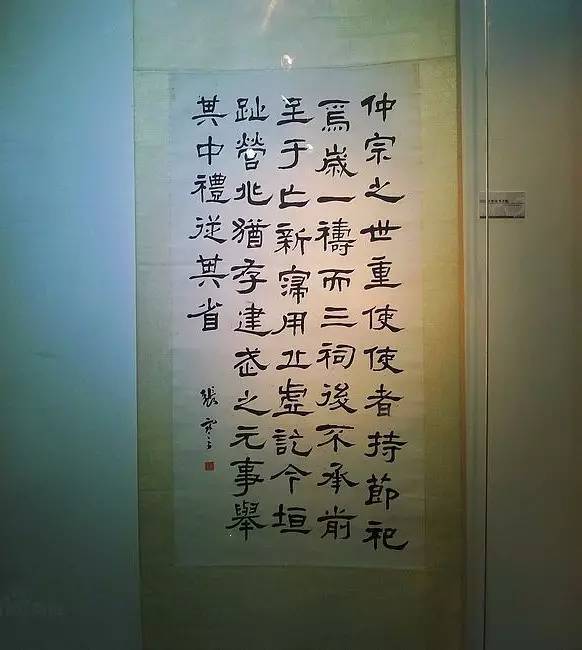 仲宗之世重使使者持節祀
焉歲一禱而三祠後不承前
至于亡新寖用丘虛訖今垣
趾營兆猶存建武之元事舉
其中禮從其省
張